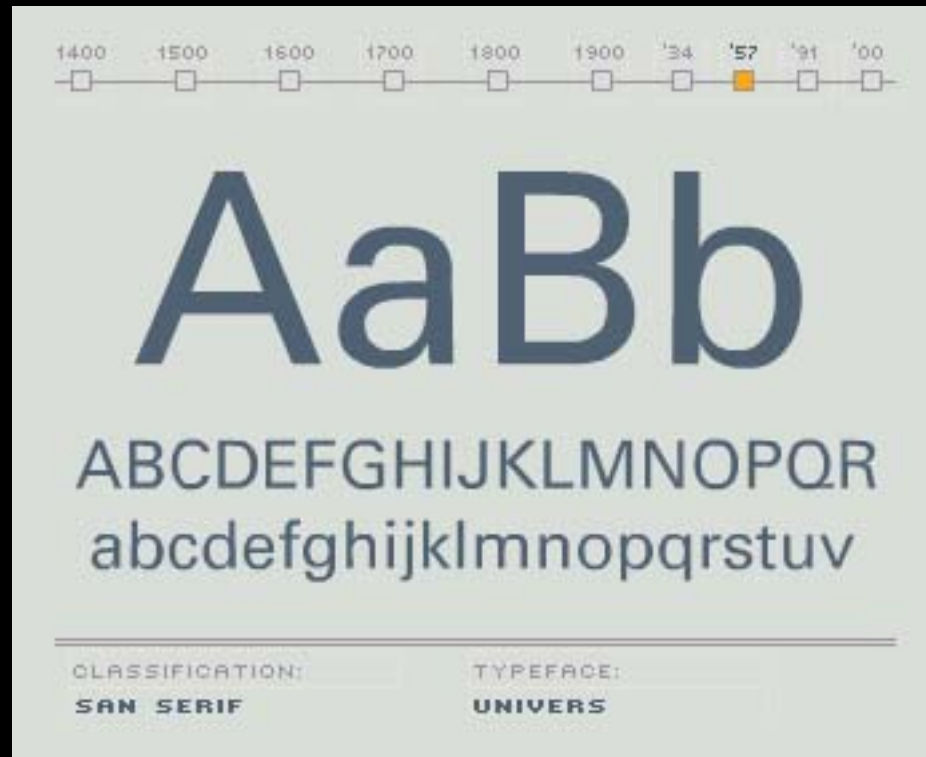 1400 1500 1600 1700 1800 1900 '34 '57 '91 '00
AaBb
ABCDEFGHIJKLMNOPQR
abcdefghijklmnopqrstuv
CLASSIFICATION: TYPEFACE:
SAN SERIF UNIVERS